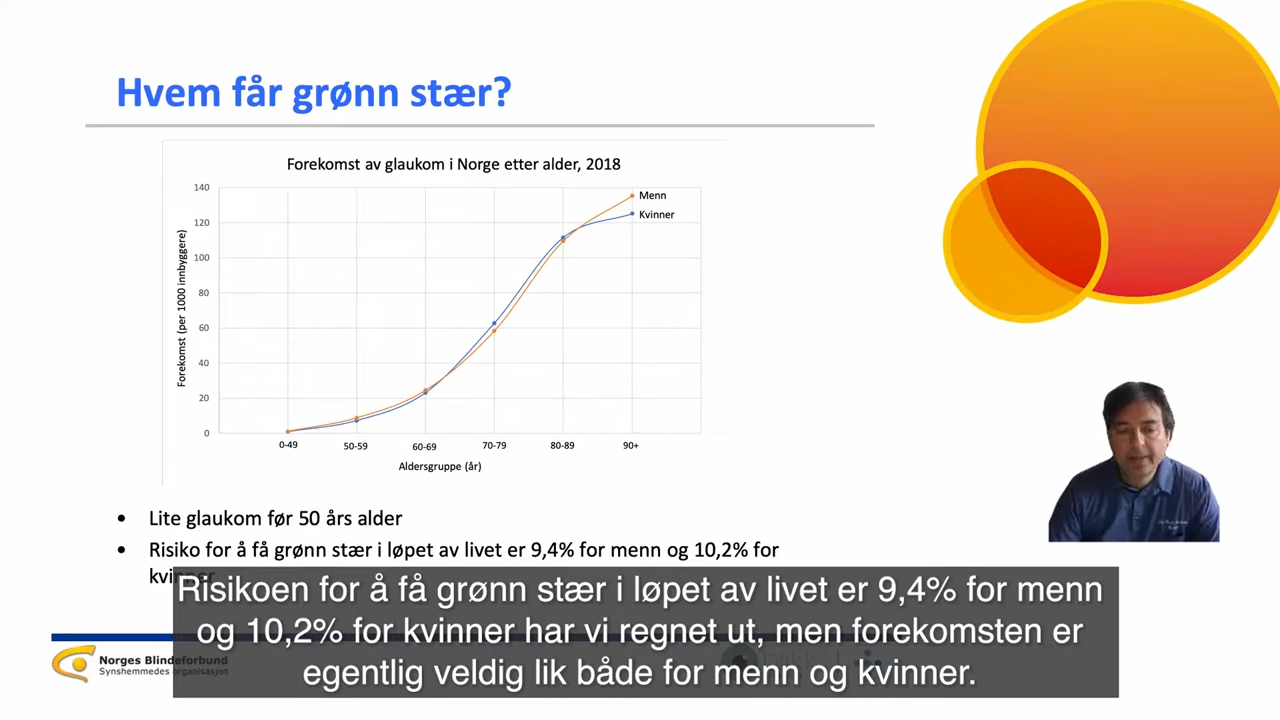 Hvem får grønn stær?
Forekomst av glaukom i Norge etter alder, 2018
Forekomst (per 1000 innbyggere)
140
120
100
80
60
40
20
0
Menn
Kvinner
0-49 50-59 60-69 70-79 80-89 90+
Aldersgruppe (år)
• Lite glaukom før 50 års alder
• Risiko for å få grønn stær i løpet av livet er 9,4% for menn og 10,2% for
kvinner
Risikoen for å få grønn stær i løpet av livet er 9,4% for menn
og 10,2% for kvinner har vi regnet ut, men forekomsten er
egentlig veldig lik både for menn og kvinner.
Norges Blindeforbund
Synshemmedes organisasjon